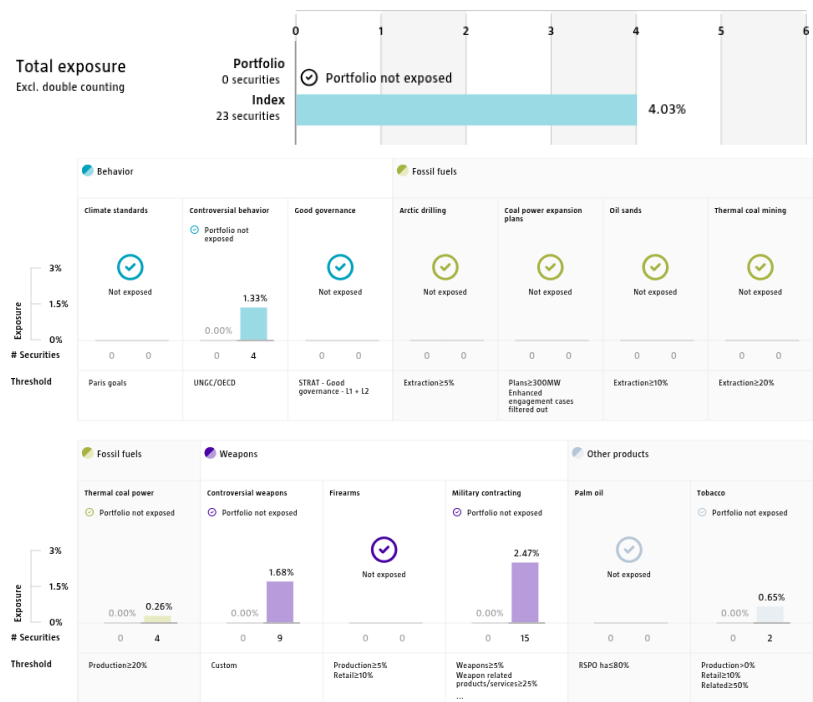 0 1 2 3 4 5 6
Total exposure
Excl. double counting
Portfolio
0 securities
Portfolio not exposed
Index
23 securities
4.03%
Behavior
Fossil fuels
Climate standards
Controversial behavior
Good governance
Arctic drilling
Coal power expansion
plans
Oil sands
Thermal coal mining
Portfolio not
exposed
Not exposed
Not exposed
Not exposed
Not exposed
Not exposed
Not exposed
Exposure
3%
1.5%
0%
0.00%
1.33%
# Securities
0 0
0 4
0 0
0 0
0 0
0 0
0 0
Threshold
Paris goals
UNGC/OECD
STRAT - Good
governance - L1 + L2
Extraction≥5%
Plans≥300MW
Enhanced
engagement cases
filtered out
Extraction≥10%
Extraction≥20%
Fossil fuels
Weapons
Other products
Thermal coal power
Controversial weapons
Firearms
Military contracting
Palm oil
Tobacco
Portfolio not exposed
Portfolio not exposed
Portfolio not exposed
Portfolio not exposed
Not exposed
Not exposed
Exposure
3%
1.5%
0%
0.00%
0.26%
0.00%
1.68%
0.00%
2.47%
0.00%
0.65%
# Securities
0 4
0 9
0 0
0 15
0 0
0 2
Threshold
Production≥20%
Custom
Production≥5%
Retail≥10%
Weapons≥5%
Weapon related
products/services≥25%
...
RSPO ha≤80%
Production>0%
Retail≥10%
Related≥50%